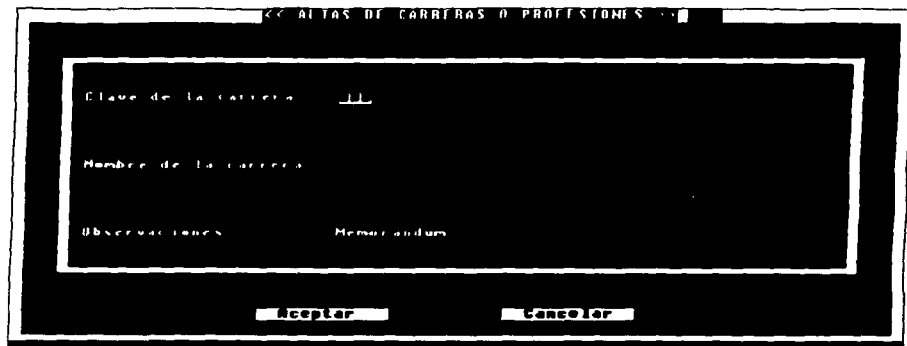 << ALTAS DE CARRERAS O PROFESIONES >>
Clave de la carrera
Nombre de la carrera
Observaciones Memorandum
Aceptar Cancelar